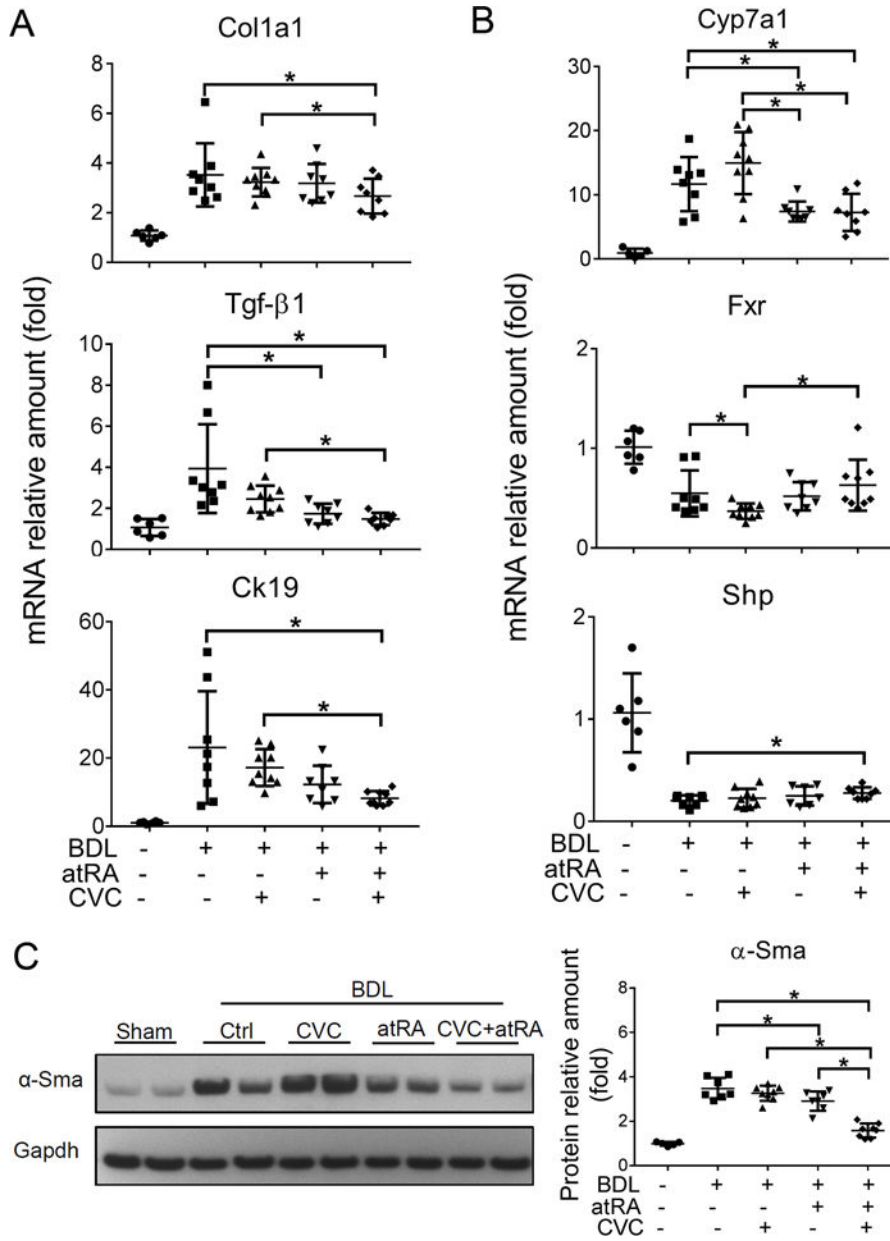 A
Col1a1
8
6
4
2
0
*
*
Tgf-β1
10
8
6
4
2
0
*
*
*
Ck19
60
40
20
0
*
*
mRNA relative amount (fold)
BDL - + + + +
atRA - - - + +
CVC - - + - +
B
Cyp7a1
30
20
10
0
*
*
*
*
Fxr
2
1
0
*
*
Shp
2
1
0
*
mRNA relative amount (fold)
BDL - + + + +
atRA - - - + +
CVC - - + - +
C
BDL
Sham Ctrl CVC atRA CVC+atRA
α-Sma
Gapdh
α-Sma
8
6
4
2
0
*
*
*
*
Protein relative amount
(fold)
BDL - + + + +
atRA - - - + +
CVC - - + - +